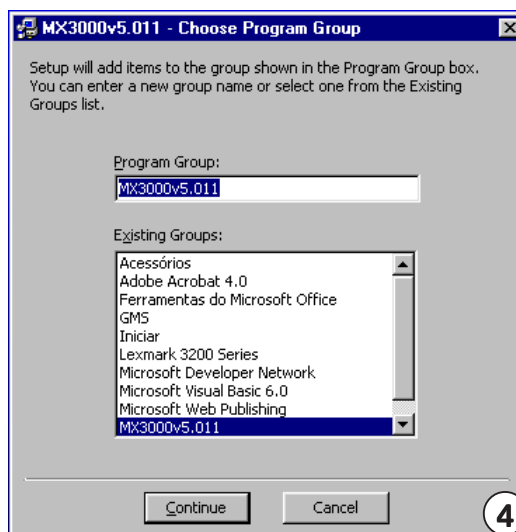 MX3000v5.011 - Choose Program Group
Setup will add items to the group shown in the Program Group box.
You can enter a new group name or select one from the Existing
Groups list.
Program Group:
MX3000v5.011
Existing Groups:
Acessórios
Adobe Acrobat 4.0
Ferramentas do Microsoft Office
GMS
Iniciar
Lexmark 3200 Series
Microsoft Developer Network
Microsoft Visual Basic 6.0
Microsoft Web Publishing
MX3000v5.011
Continue Cancel
4